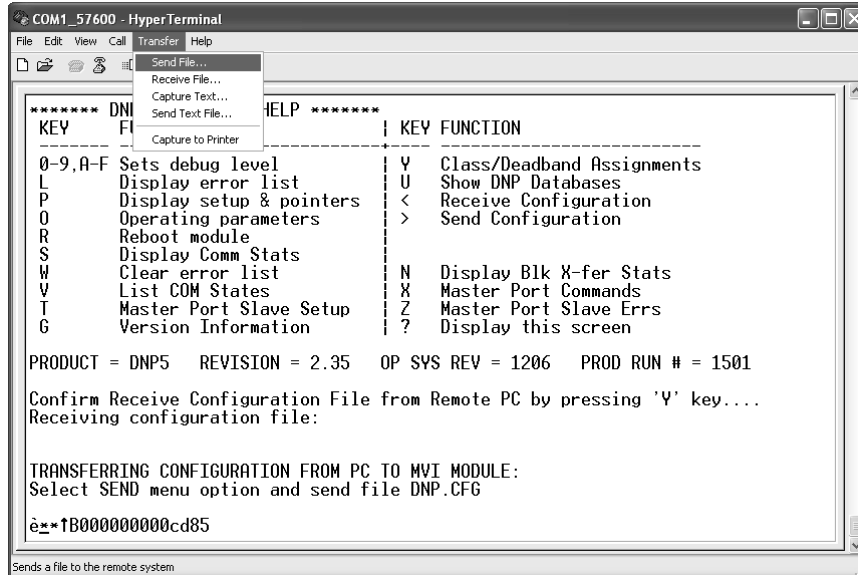 COM1_57600 - HyperTerminal
File Edit View Call Transfer Help
Send File...
Receive File...
Capture Text...
Send Text File...
Capture to Printer
******* DN HELP *******
KEY F | KEY FUNCTION
0-9,A-F Sets debug level | Y Class/Deadband Assignments
L Display error list | U Show DNP Databases
P Display setup & pointers | < Receive Configuration
O Operating parameters | > Send Configuration
R Reboot module |
S Display Comm Stats |
W Clear error list | N Display Blk X-fer Stats
V List COM States | X Master Port Commands
T Master Port Slave Setup | Z Master Port Slave Errs
G Version Information | ? Display this screen
PRODUCT = DNP5 REVISION = 2.35 OP SYS REV = 1206 PROD RUN # = 1501
Confirm Receive Configuration File from Remote PC by pressing 'Y' key....
Receiving configuration file:
TRANSFERRING CONFIGURATION FROM PC TO MVI MODULE:
Select SEND menu option and send file DNP.CFG
è**↑B000000000cd85
Sends a file to the remote system